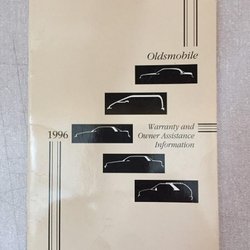 Oldsmobile
1996
Warranty and
Owner Assistance
Information